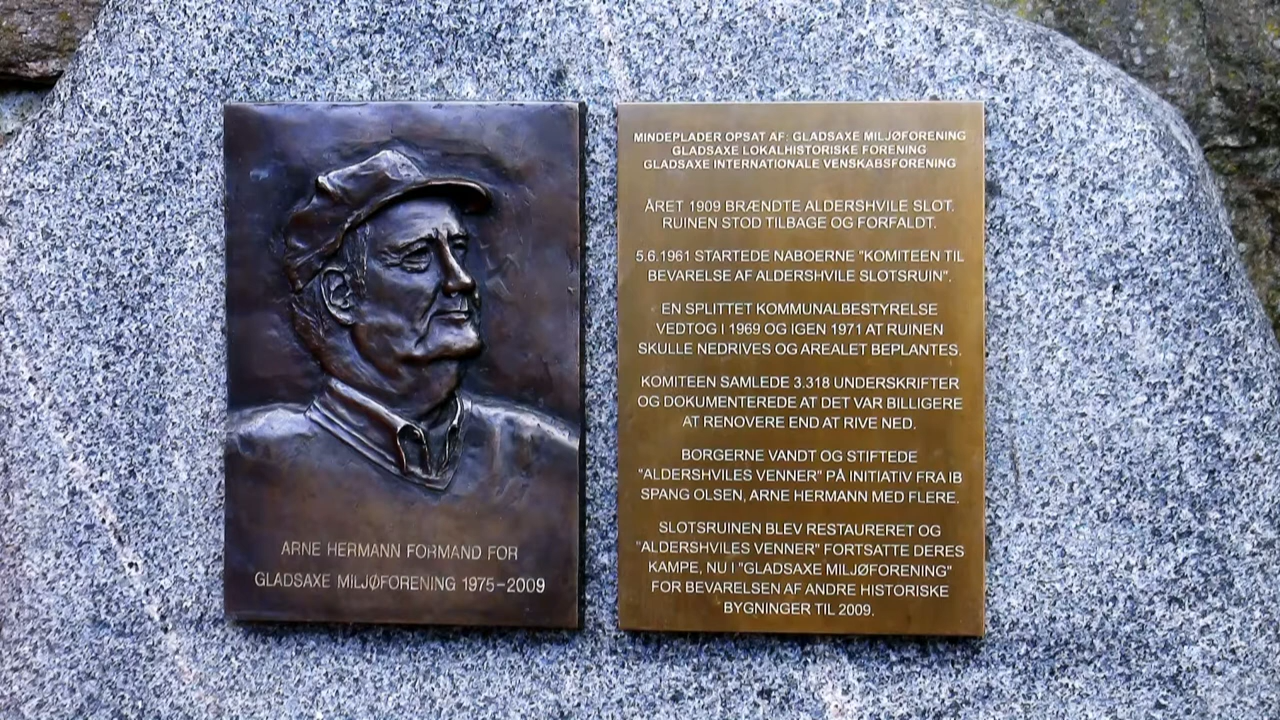 ARNE HERMANN FORMAND FOR
GLADSAXE MILJØFORENING 1975-2009
MINDEPLADER OPSAT AF: GLADSAXE MILJØFORENING
GLADSAXE LOKALHISTORISKE FORENING
GLADSAXE INTERNATIONALE VENSKABSFORENING
ÅRET 1909 BRÆNDTE ALDERSHVILE SLOT.
RUINEN STOD TILBAGE OG FORFALDT.
5.6.1961 STARTEDE NABOERNE "KOMITEEN TIL
BEVARELSE AF ALDERSHVILE SLOTSRUIN".
EN SPLITTET KOMMUNALBESTYRELSE
VEDTOG I 1969 OG IGEN 1971 AT RUINEN
SKULLE NEDRIVES OG AREALET BEPLANTES.
KOMITEEN SAMLEDE 3.318 UNDERSKRIFTER
OG DOKUMENTEREDE AT DET VAR BILLIGERE
AT RENOVERE END AT RIVE NED.
BORGERNE VANDT OG STIFTEDE
"ALDERSHVILES VENNER" PÅ INITIATIV FRA IB
SPANG OLSEN, ARNE HERMANN MED FLERE.
SLOTSRUINEN BLEV RESTAURERET OG
"ALDERSHVILES VENNER" FORTSATTE DERES
KAMPE, NU I "GLADSAXE MILJØFORENING"
FOR BEVARELSEN AF ANDRE HISTORISKE
BYGNINGER TIL 2009.